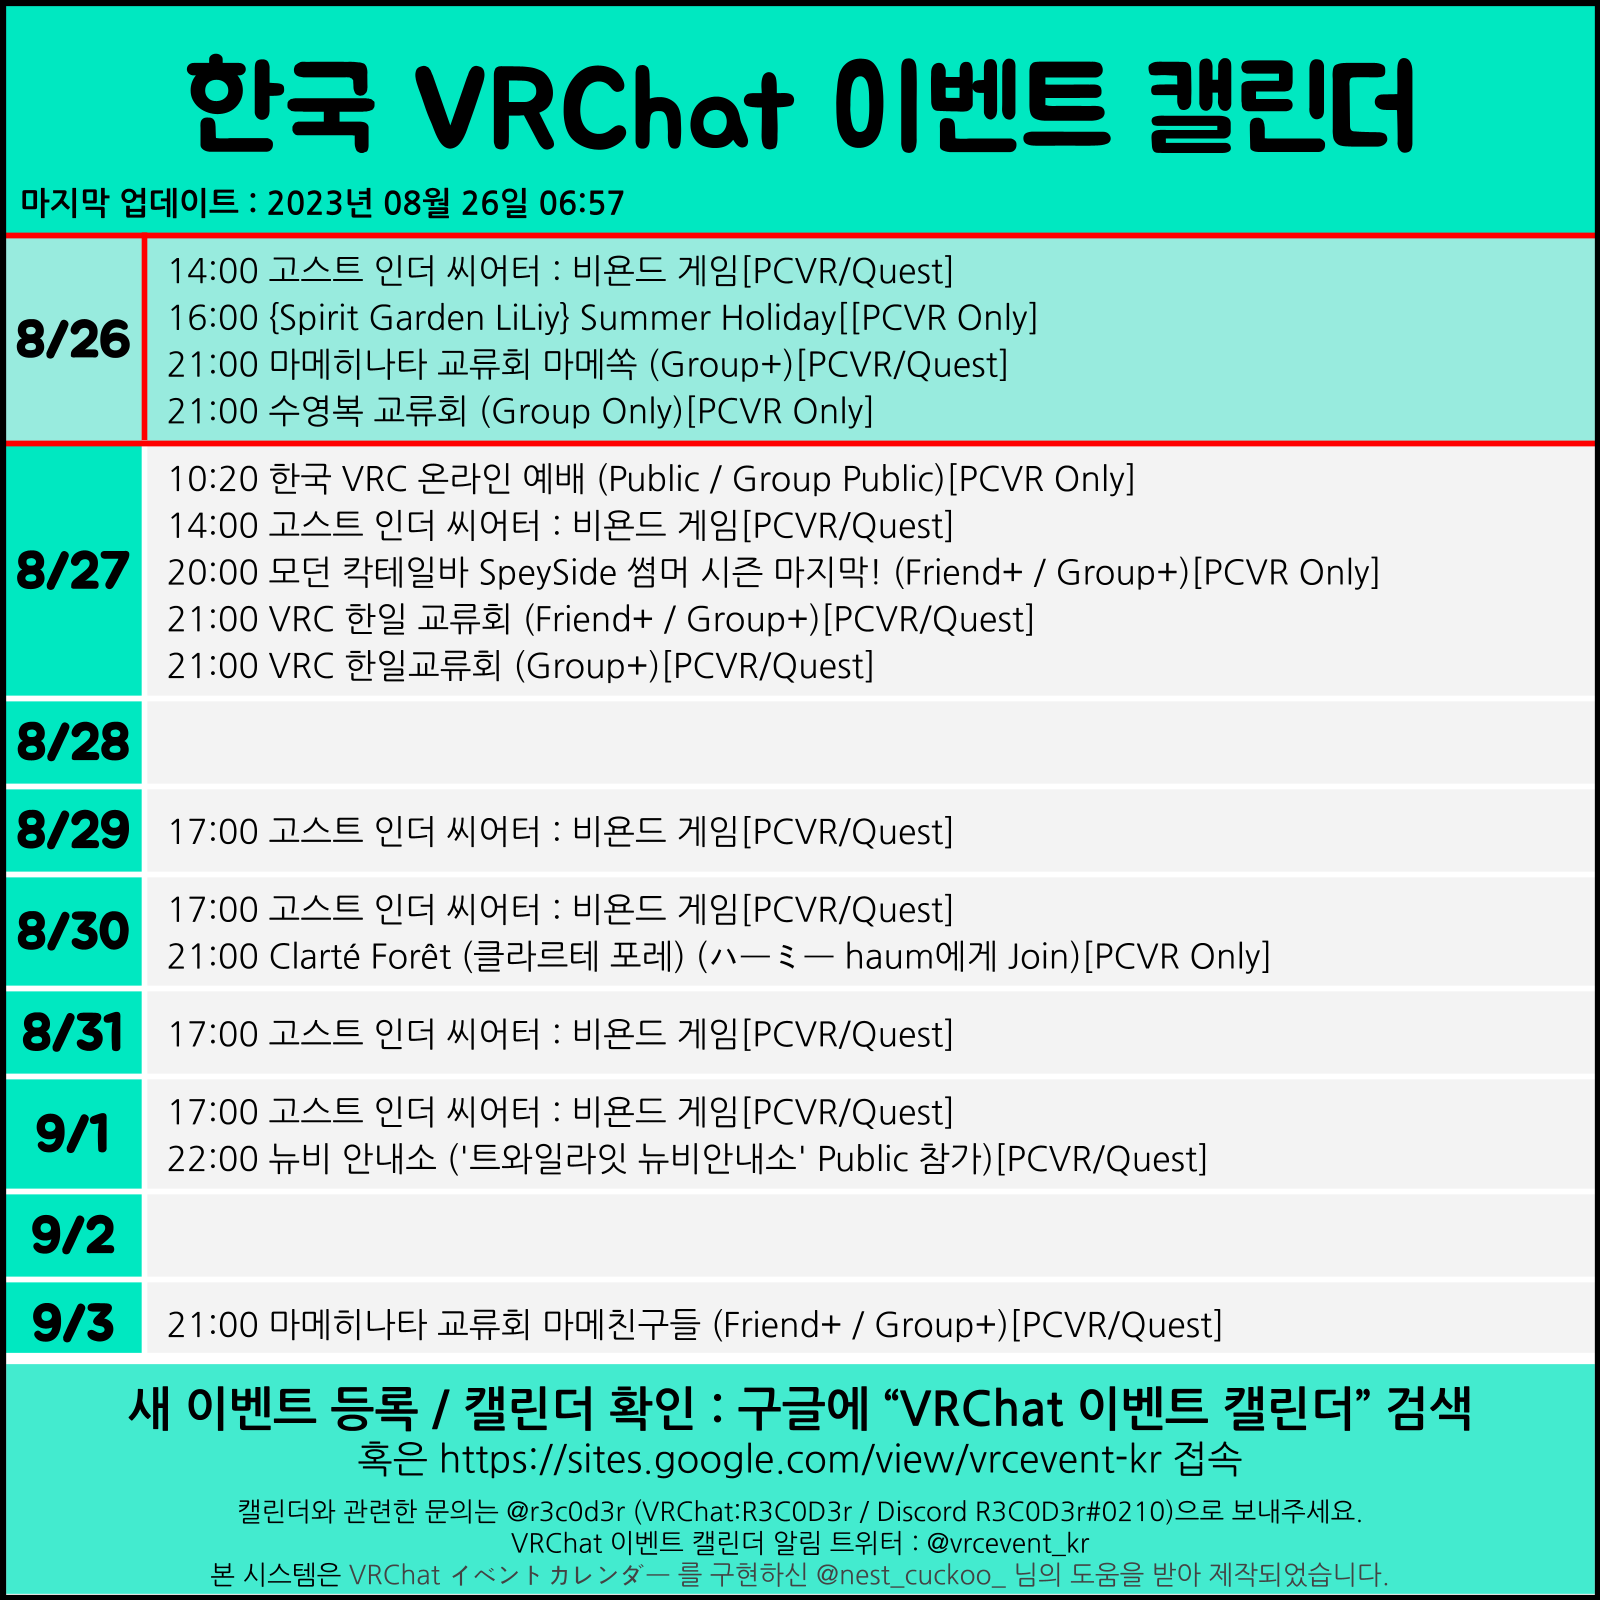 한국 VRChat 이벤트 캘린더
마지막 업데이트 : 2023년 08월 26일 06:57
8/26
14:00 고스트 인더 씨어터 : 비욘드 게임[PCVR/Quest]
16:00 {Spirit Garden LiLiy} Summer Holiday[[PCVR Only]
21:00 마메히나타 교류회 마메쏙 (Group+)[PCVR/Quest]
21:00 수영복 교류회 (Group Only)[PCVR Only]
8/27
10:20 한국 VRC 온라인 예배 (Public / Group Public)[PCVR Only]
14:00 고스트 인더 씨어터 : 비욘드 게임[PCVR/Quest]
20:00 모던 칵테일바 SpeySide 썸머 시즌 마지막! (Friend+ / Group+)[PCVR Only]
21:00 VRC 한일 교류회 (Friend+ / Group+)[PCVR/Quest]
21:00 VRC 한일교류회 (Group+)[PCVR/Quest]
8/28
8/29
17:00 고스트 인더 씨어터 : 비욘드 게임[PCVR/Quest]
8/30
17:00 고스트 인더 씨어터 : 비욘드 게임[PCVR/Quest]
21:00 Clarté Forêt (클라르테 포레) (ハーミー haum에게 Join)[PCVR Only]
8/31
17:00 고스트 인더 씨어터 : 비욘드 게임[PCVR/Quest]
9/1
17:00 고스트 인더 씨어터 : 비욘드 게임[PCVR/Quest]
22:00 뉴비 안내소 ('트와일라잇 뉴비안내소' Public 참가)[PCVR/Quest]
9/2
9/3
21:00 마메히나타 교류회 마메친구들 (Friend+ / Group+)[PCVR/Quest]
새 이벤트 등록 / 캘린더 확인 : 구글에 “VRChat 이벤트 캘린더” 검색
혹은 https://sites.google.com/view/vrcevent-kr 접속
캘린더와 관련한 문의는 @r3c0d3r (VRChat:R3C0D3r / Discord R3C0D3r#0210)으로 보내주세요.
VRChat 이벤트 캘린더 알림 트위터 : @vrcevent_kr
본 시스템은 VRChat イベントカレンダー 를 구현하신 @nest_cuckoo_ 님의 도움을 받아 제작되었습니다.